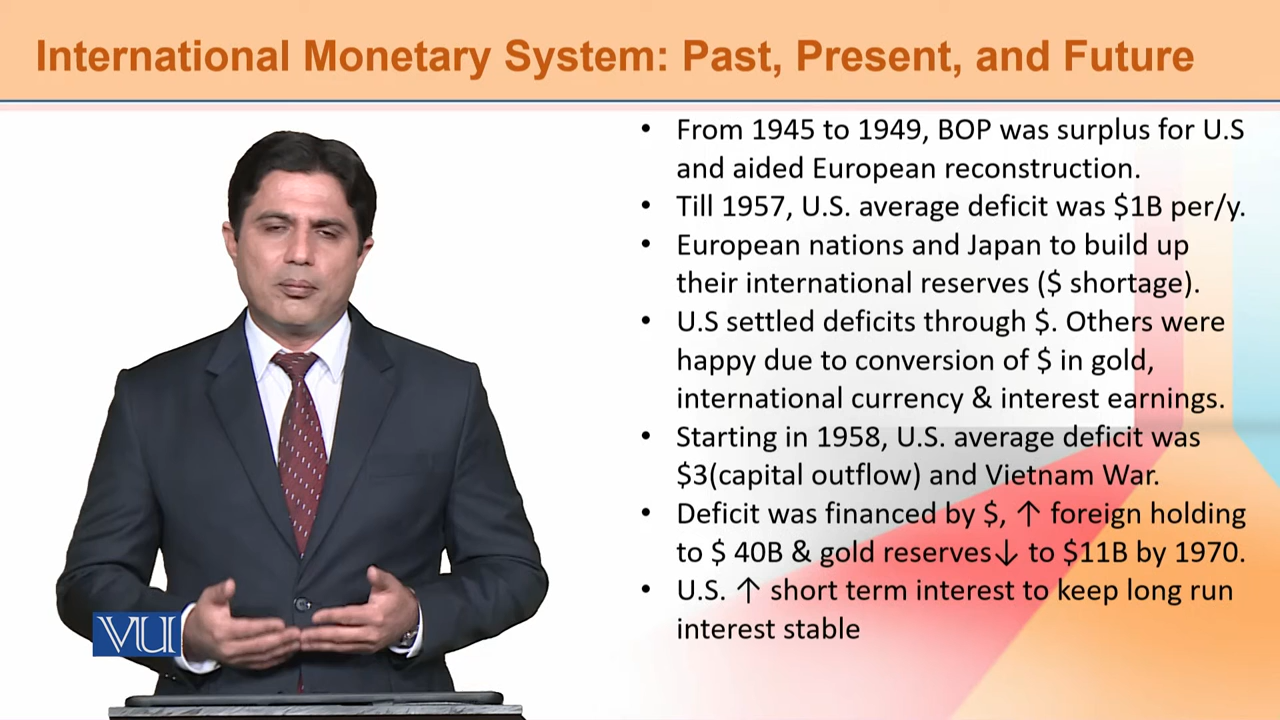 International Monetary System: Past, Present, and Future
• From 1945 to 1949, BOP was surplus for U.S
and aided European reconstruction.
• Till 1957, U.S. average deficit was $1B per/y.
• European nations and Japan to build up
their international reserves ($ shortage).
• U.S settled deficits through $. Others were
happy due to conversion of $ in gold,
international currency & interest earnings.
• Starting in 1958, U.S. average deficit was
$3(capital outflow) and Vietnam War.
• Deficit was financed by $, ↑ foreign holding
to $ 40B & gold reserves↓ to $11B by 1970.
• U.S. ↑ short term interest to keep long run
interest stable
VU